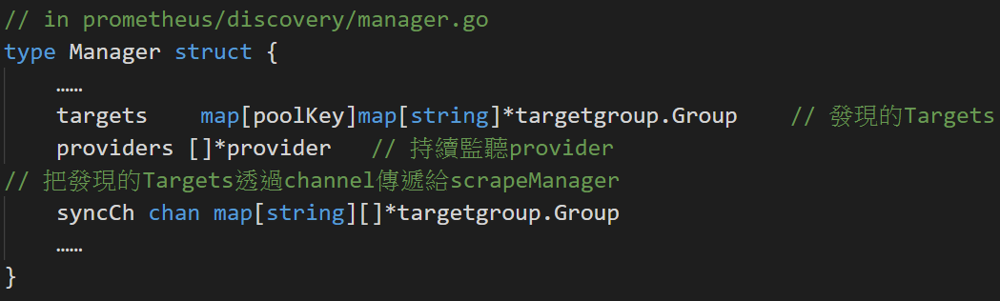 // in prometheus/discovery/manager.go
type Manager struct {
    ……
    targets    map[poolKey]map[string]*targetgroup.Group    // 發現的Targets
    providers []*provider   // 持續監聽provider
// 把發現的Targets透過channel傳遞給scrapeManager
    syncCh chan map[string][]*targetgroup.Group
    ……
}